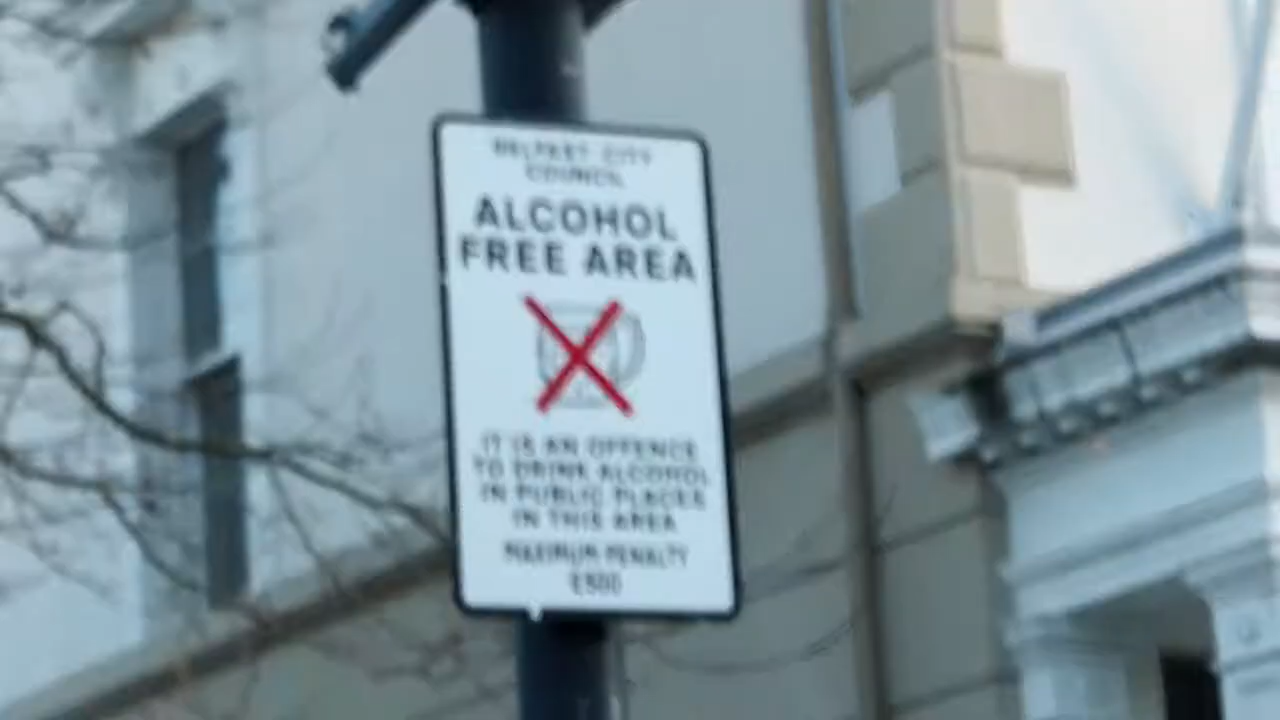 BELFAST CITY
COUNCIL
ALCOHOL
FREE AREA
IT IS AN OFFENCE
TO DRINK ALCOHOL
IN PUBLIC PLACES
IN THIS AREA
MAXIMUM PENALTY
£500